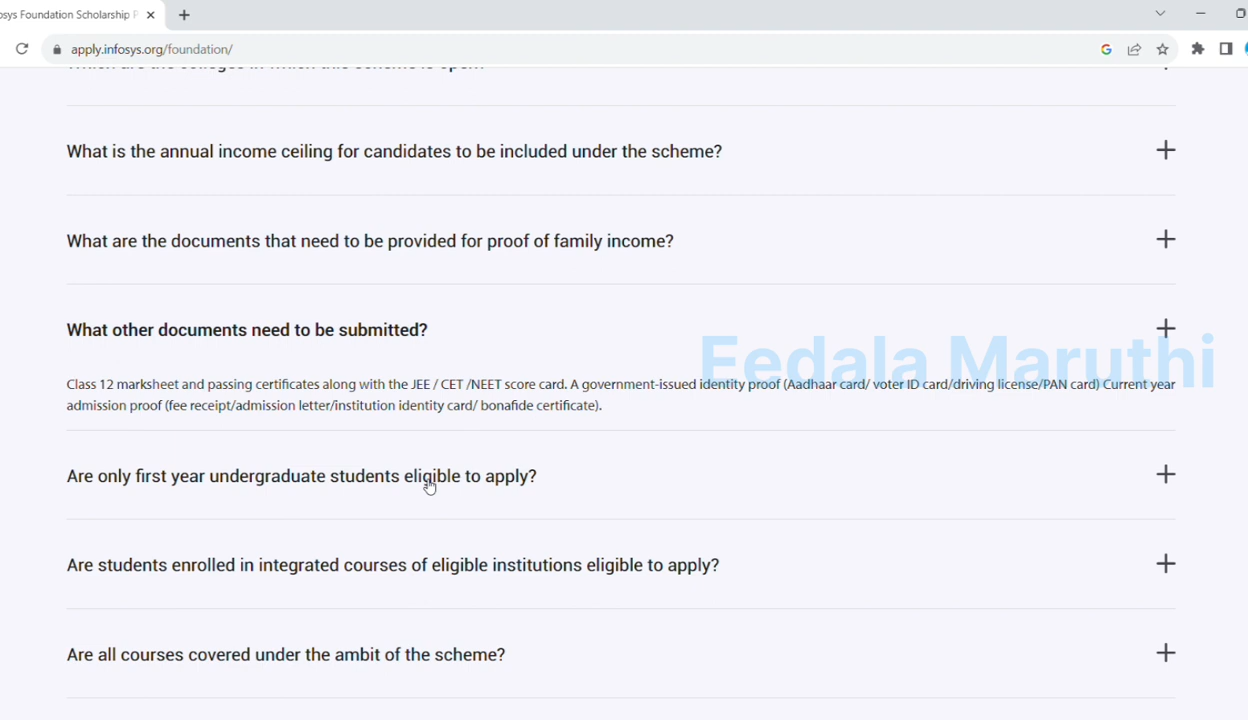 osys Foundation Scholarship P
apply.infosys.org/foundation/
What is the annual income ceiling for candidates to be included under the scheme?
What are the documents that need to be provided for proof of family income?
What other documents need to be submitted?
Eedala Maruthi
Class 12 marksheet and passing certificates along with the JEE / CET /NEET score card. A government-issued identity proof (Aadhaar card/ voter ID card/driving license/PAN card) Current year
admission proof (fee receipt/admission letter/institution identity card/ bonafide certificate).
Are only first year undergraduate students eligible to apply?
Are students enrolled in integrated courses of eligible institutions eligible to apply?
Are all courses covered under the ambit of the scheme?